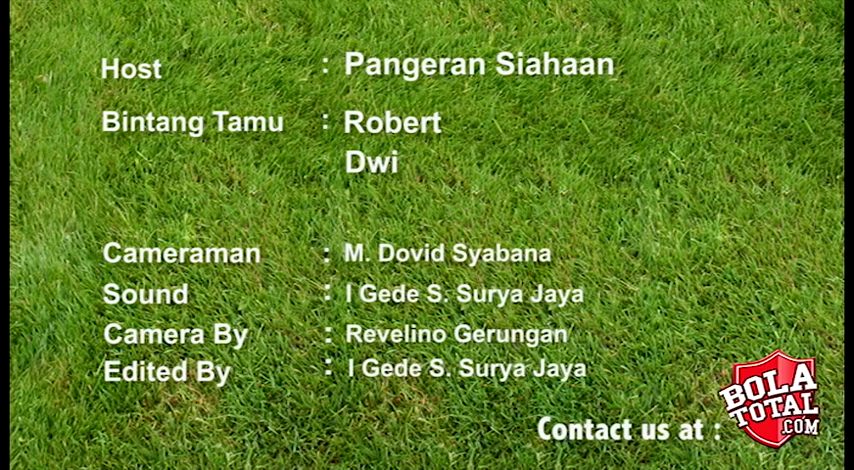 Host : Pangeran Siahaan
Bintang Tamu : Robert
Dwi
Cameraman : M. Dovid Syabana
Sound : I Gede S. Surya Jaya
Camera By : Revelino Gerungan
Edited By : I Gede S. Surya Jaya
Contact us at :
BOLA
TOTAL
.COM